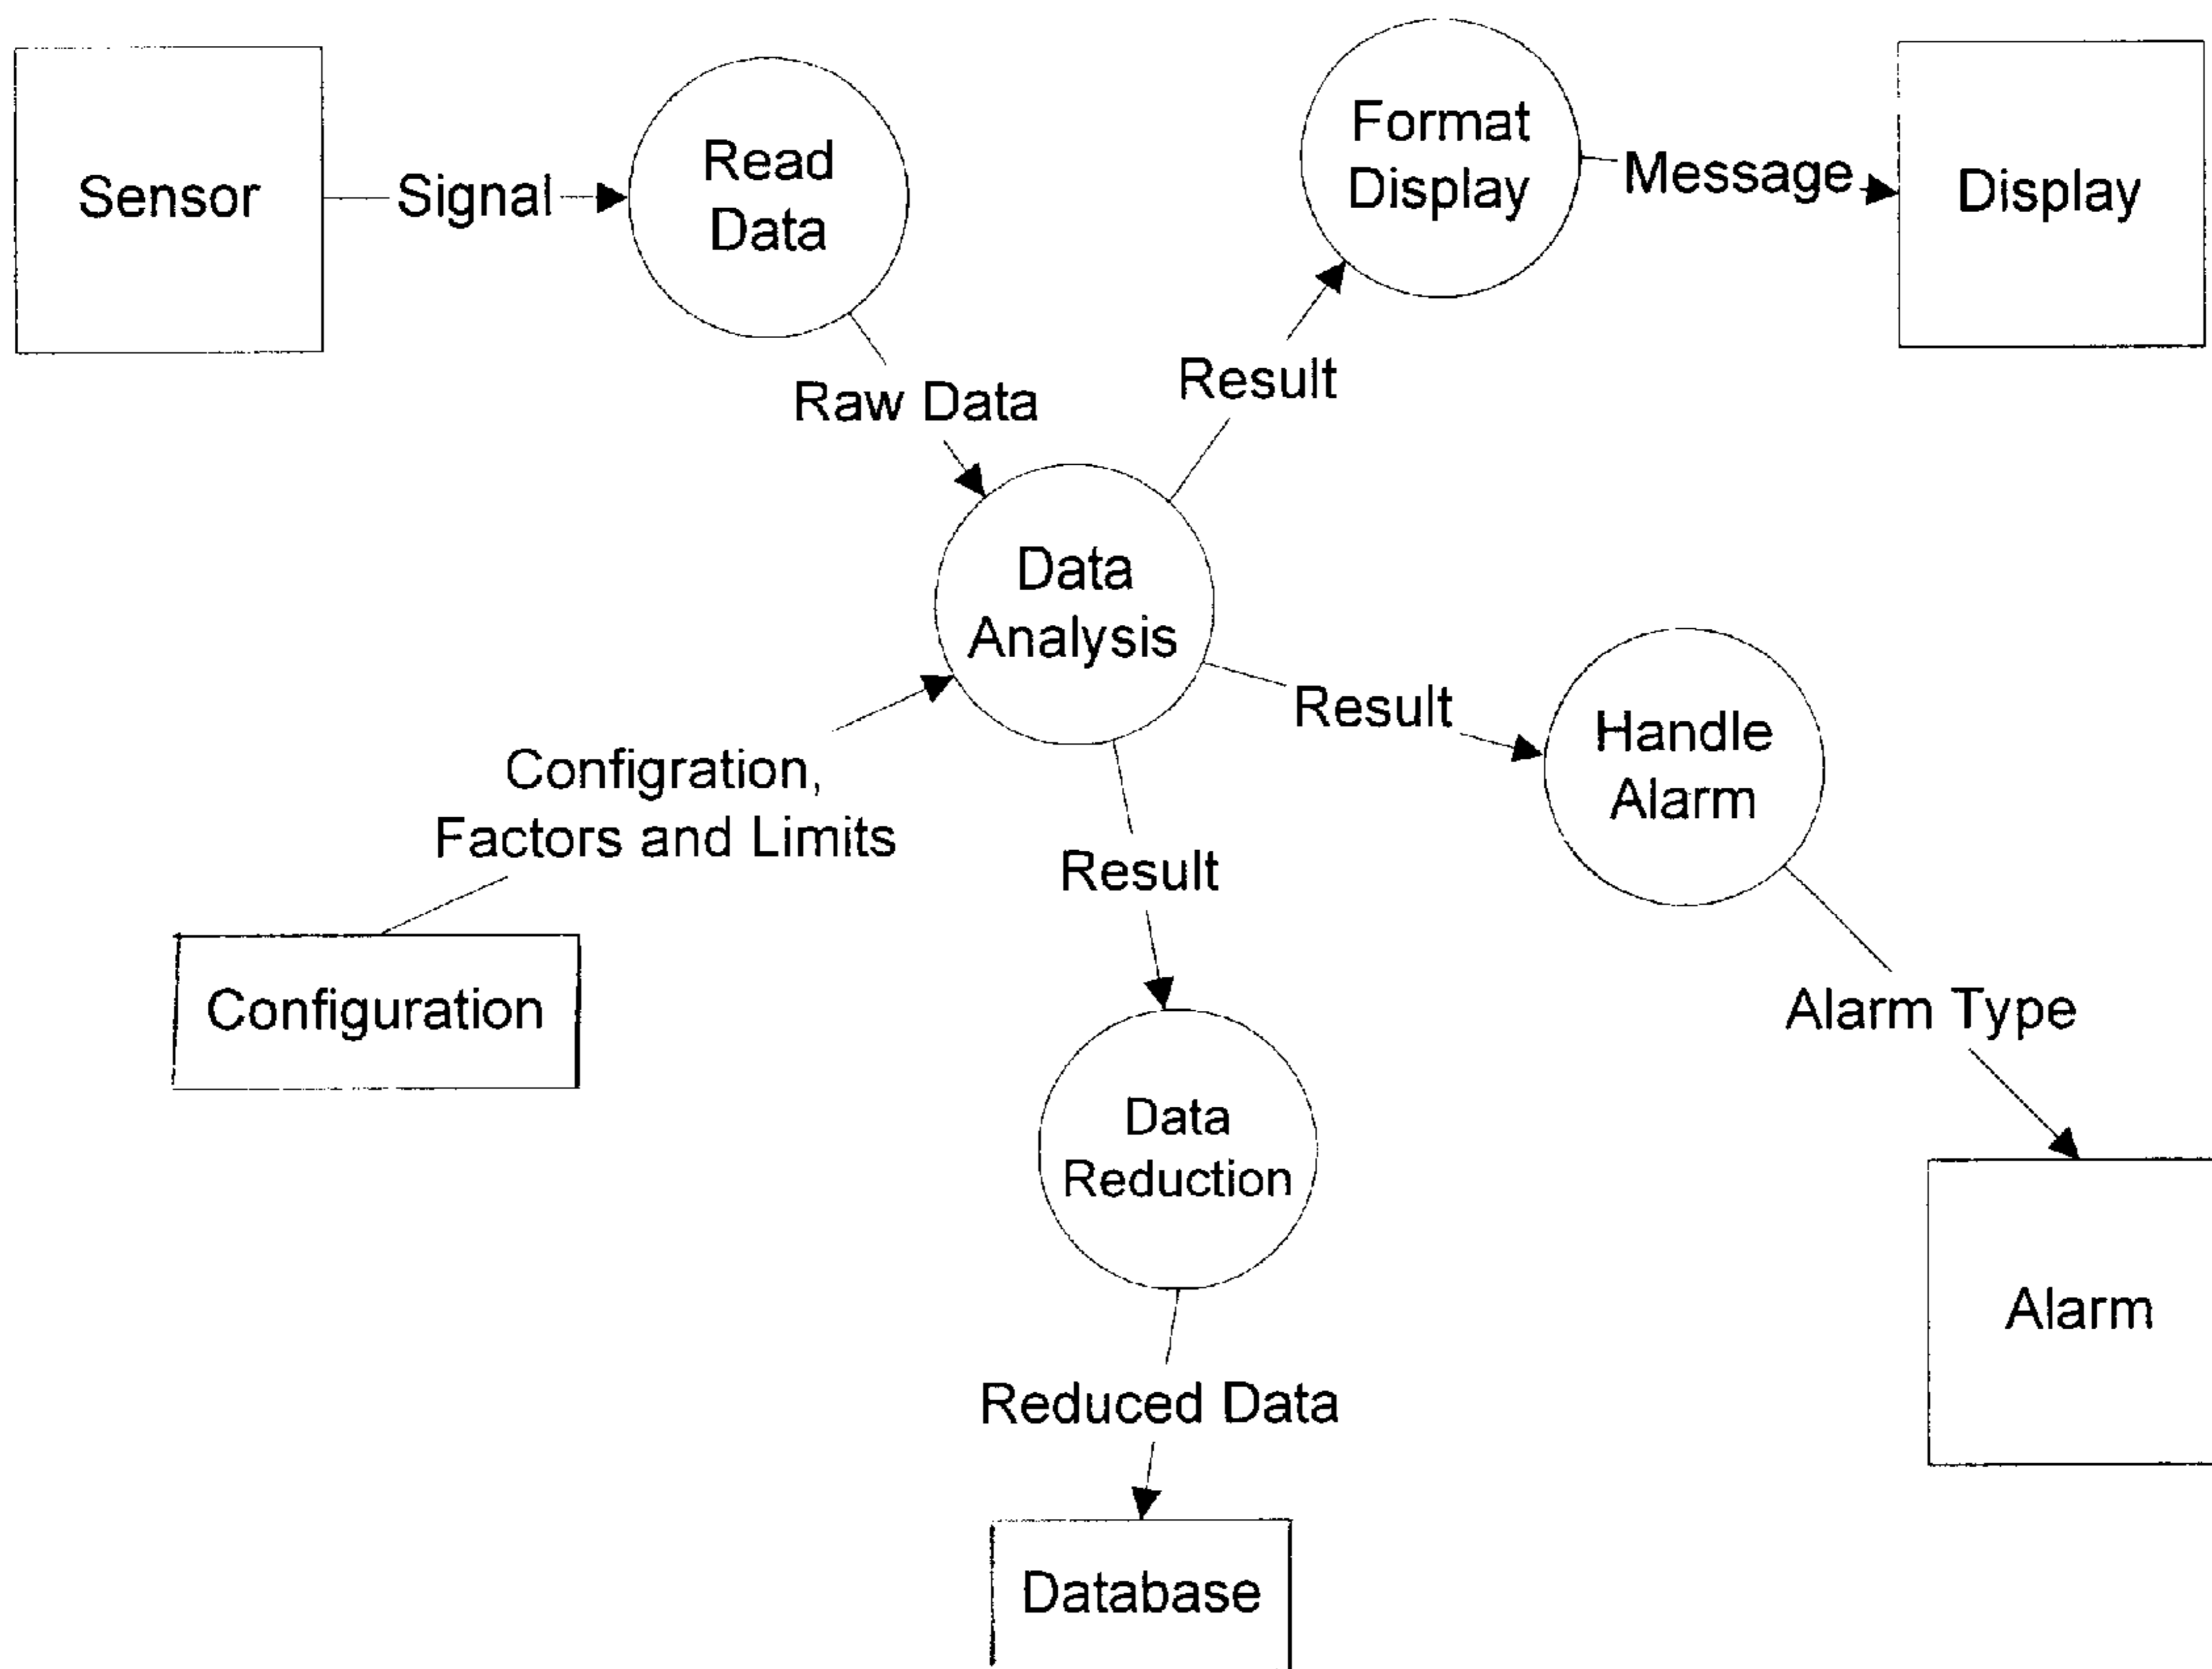 Sensor
Signal
Read
Data
Format
Display
Message
Display
Raw Data
Result
Data
Analysis
Result
Handle
Alarm
Configration,
Factors and Limits
Result
Configuration
Alarm Type
Data
Reduction
Alarm
Reduced Data
Database